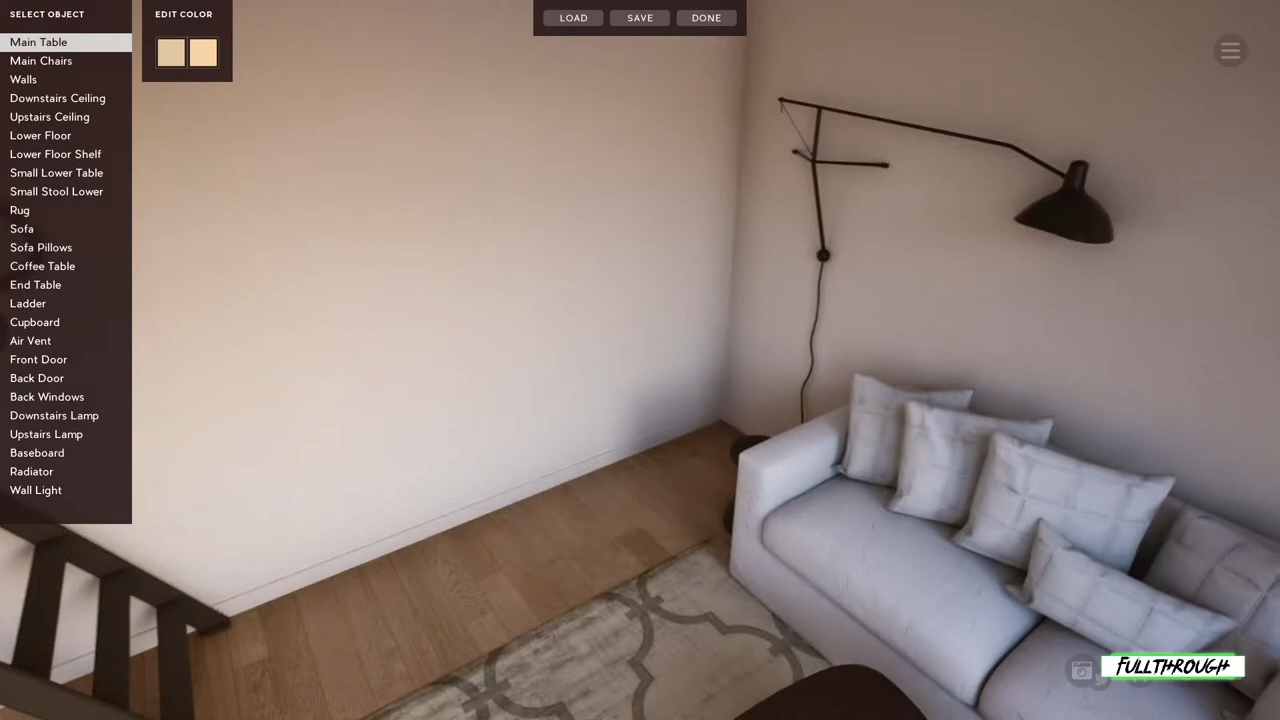 SELECT OBJECT
EDIT COLOR
LOAD
SAVE
DONE
Main Table
Main Chairs
Walls
Downstairs Ceiling
Upstairs Ceiling
Lower Floor
Lower Floor Shelf
Small Lower Table
Small Stool Lower
Rug
Sofa
Sofa Pillows
Coffee Table
End Table
Ladder
Cupboard
Air Vent
Front Door
Back Door
Back Windows
Downstairs Lamp
Upstairs Lamp
Baseboard
Radiator
Wall Light
FULLTHROUGH